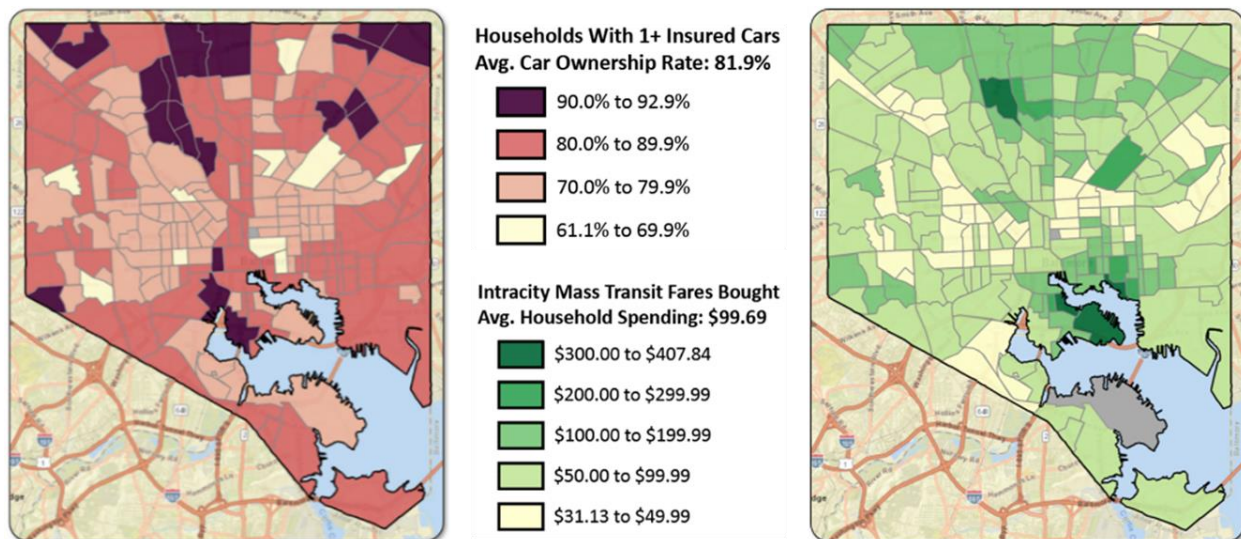 Households With 1+ Insured Cars
Avg. Car Ownership Rate: 81.9%
90.0% to 92.9%
80.0% to 89.9%
70.0% to 79.9%
61.1% to 69.9%
Intracity Mass Transit Fares Bought
Avg. Household Spending: $99.69
$300.00 to $407.84
$200.00 to $299.99
$100.00 to $199.99
$50.00 to $99.99
$31.13 to $49.99